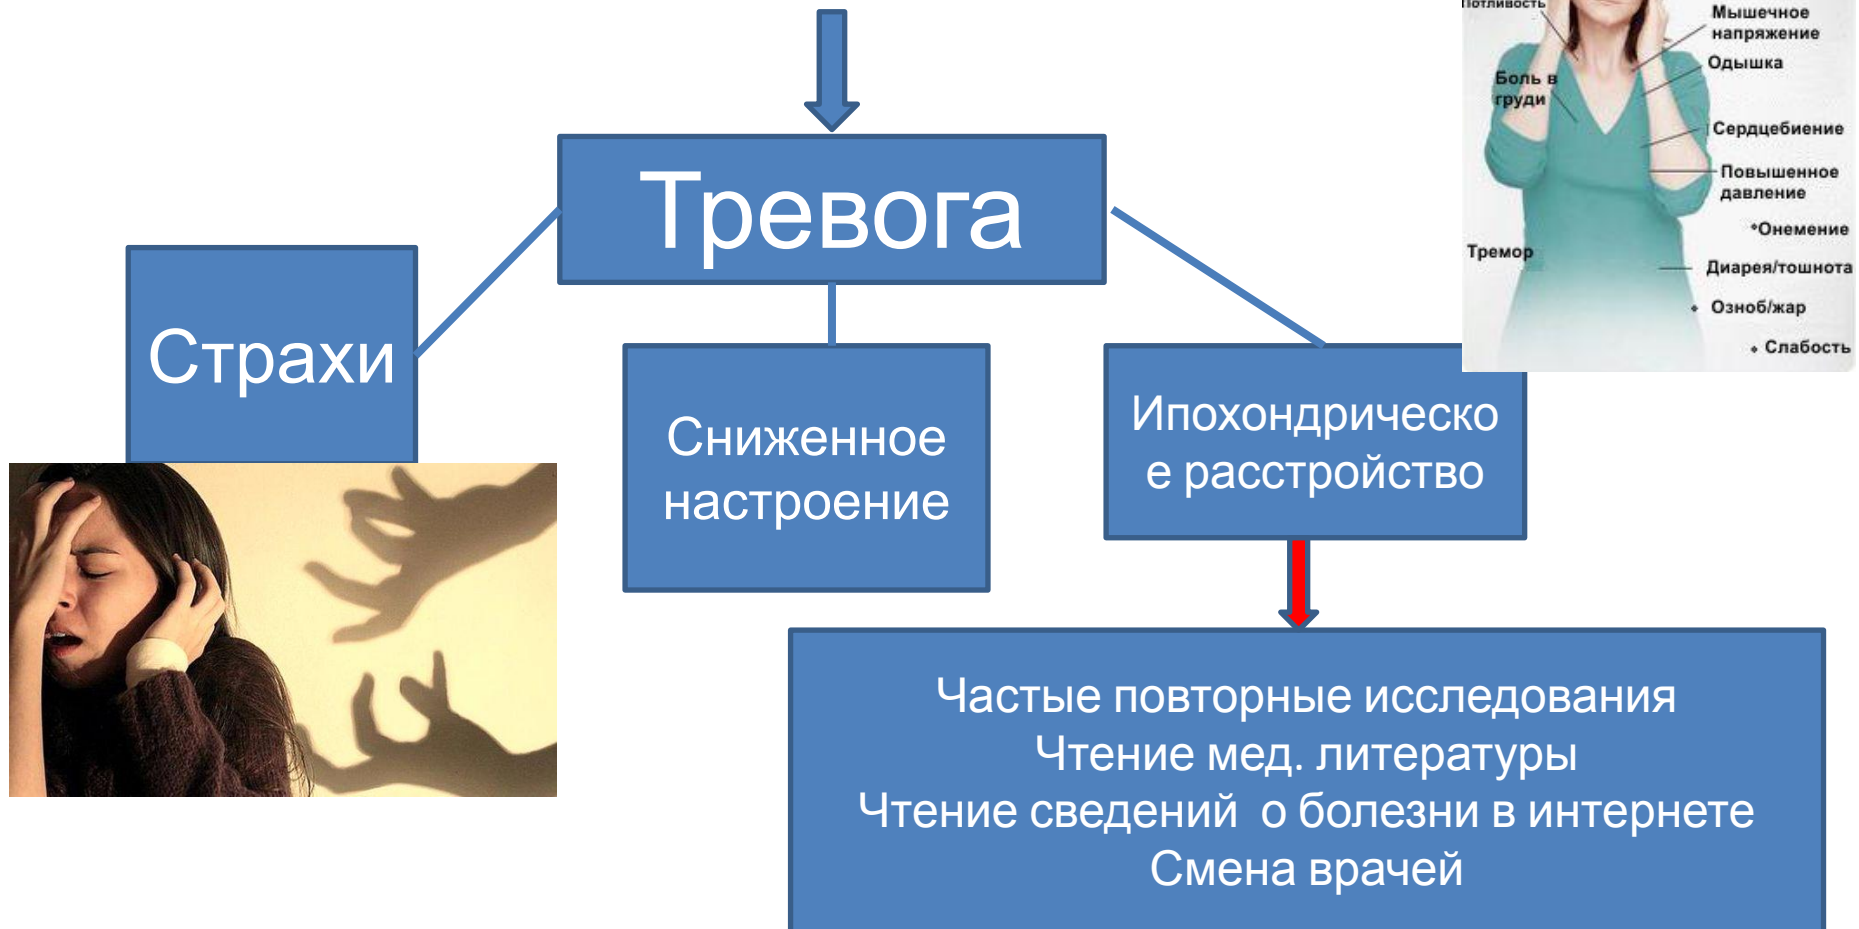 Потливость
Мышечное
напряжение
Одышка
Боль в
груди
Сердцебиение
Повышенное
давление
Онемение
Тремор
Диарея/тошнота
Озноб/жар
Слабость
Тревога
Страхи
Сниженное
настроение
Ипохондрическо
е расстройство
Частые повторные исследования
Чтение мед. литературы
Чтение сведений о болезни в интернете
Смена врачей